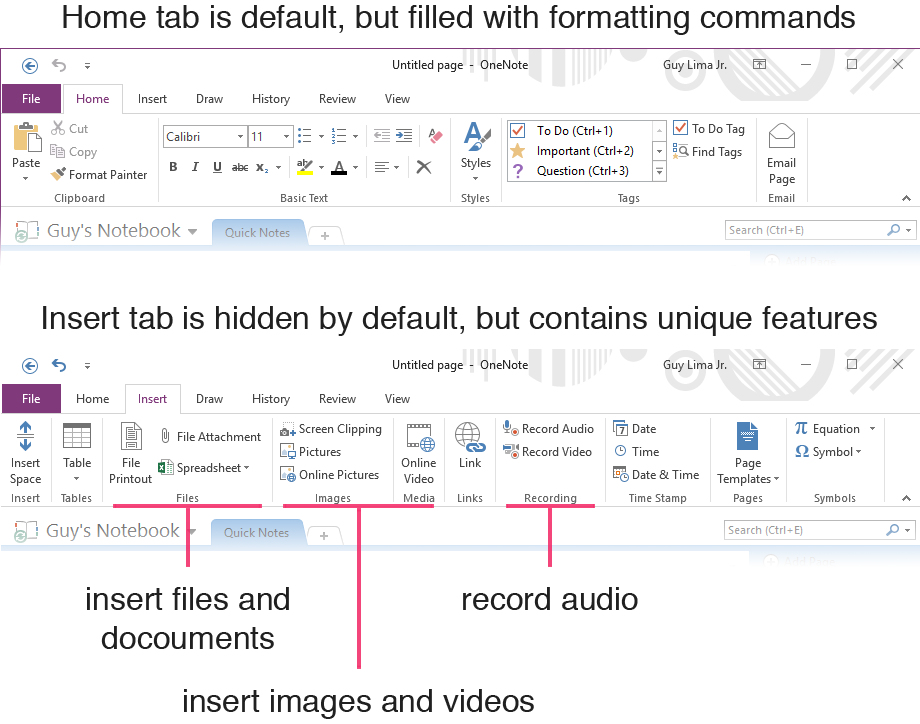 Home tab is default, but filled with formatting commands
Untitled page - OneNote Guy Lima Jr.
File Home Insert Draw History Review View
Paste Cut Copy Format Painter
Calibri 11
B I U abc x₂ ab A
Styles
To Do (Ctrl+1)
Important (Ctrl+2)
Question (Ctrl+3)
To Do Tag
Find Tags
Email Page
Clipboard Basic Text Styles Tags Email
Guy's Notebook Quick Notes + Search (Ctrl+E)
Add Page
Insert tab is hidden by default, but contains unique features
Untitled page - OneNote Guy Lima Jr.
File Home Insert Draw History Review View
Insert Space
Table
File Printout
File Attachment
Spreadsheet
Screen Clipping
Pictures
Online Pictures
Online Video
Link
Record Audio
Record Video
Date
Time
Date & Time
Page Templates
π Equation
Ω Symbol
Insert Tables Files Images Media Links Recording Time Stamp Pages Symbols
Guy's Notebook Quick Notes + Search (Ctrl+E)
Add Page
insert files and
docouments
record audio
insert images and videos